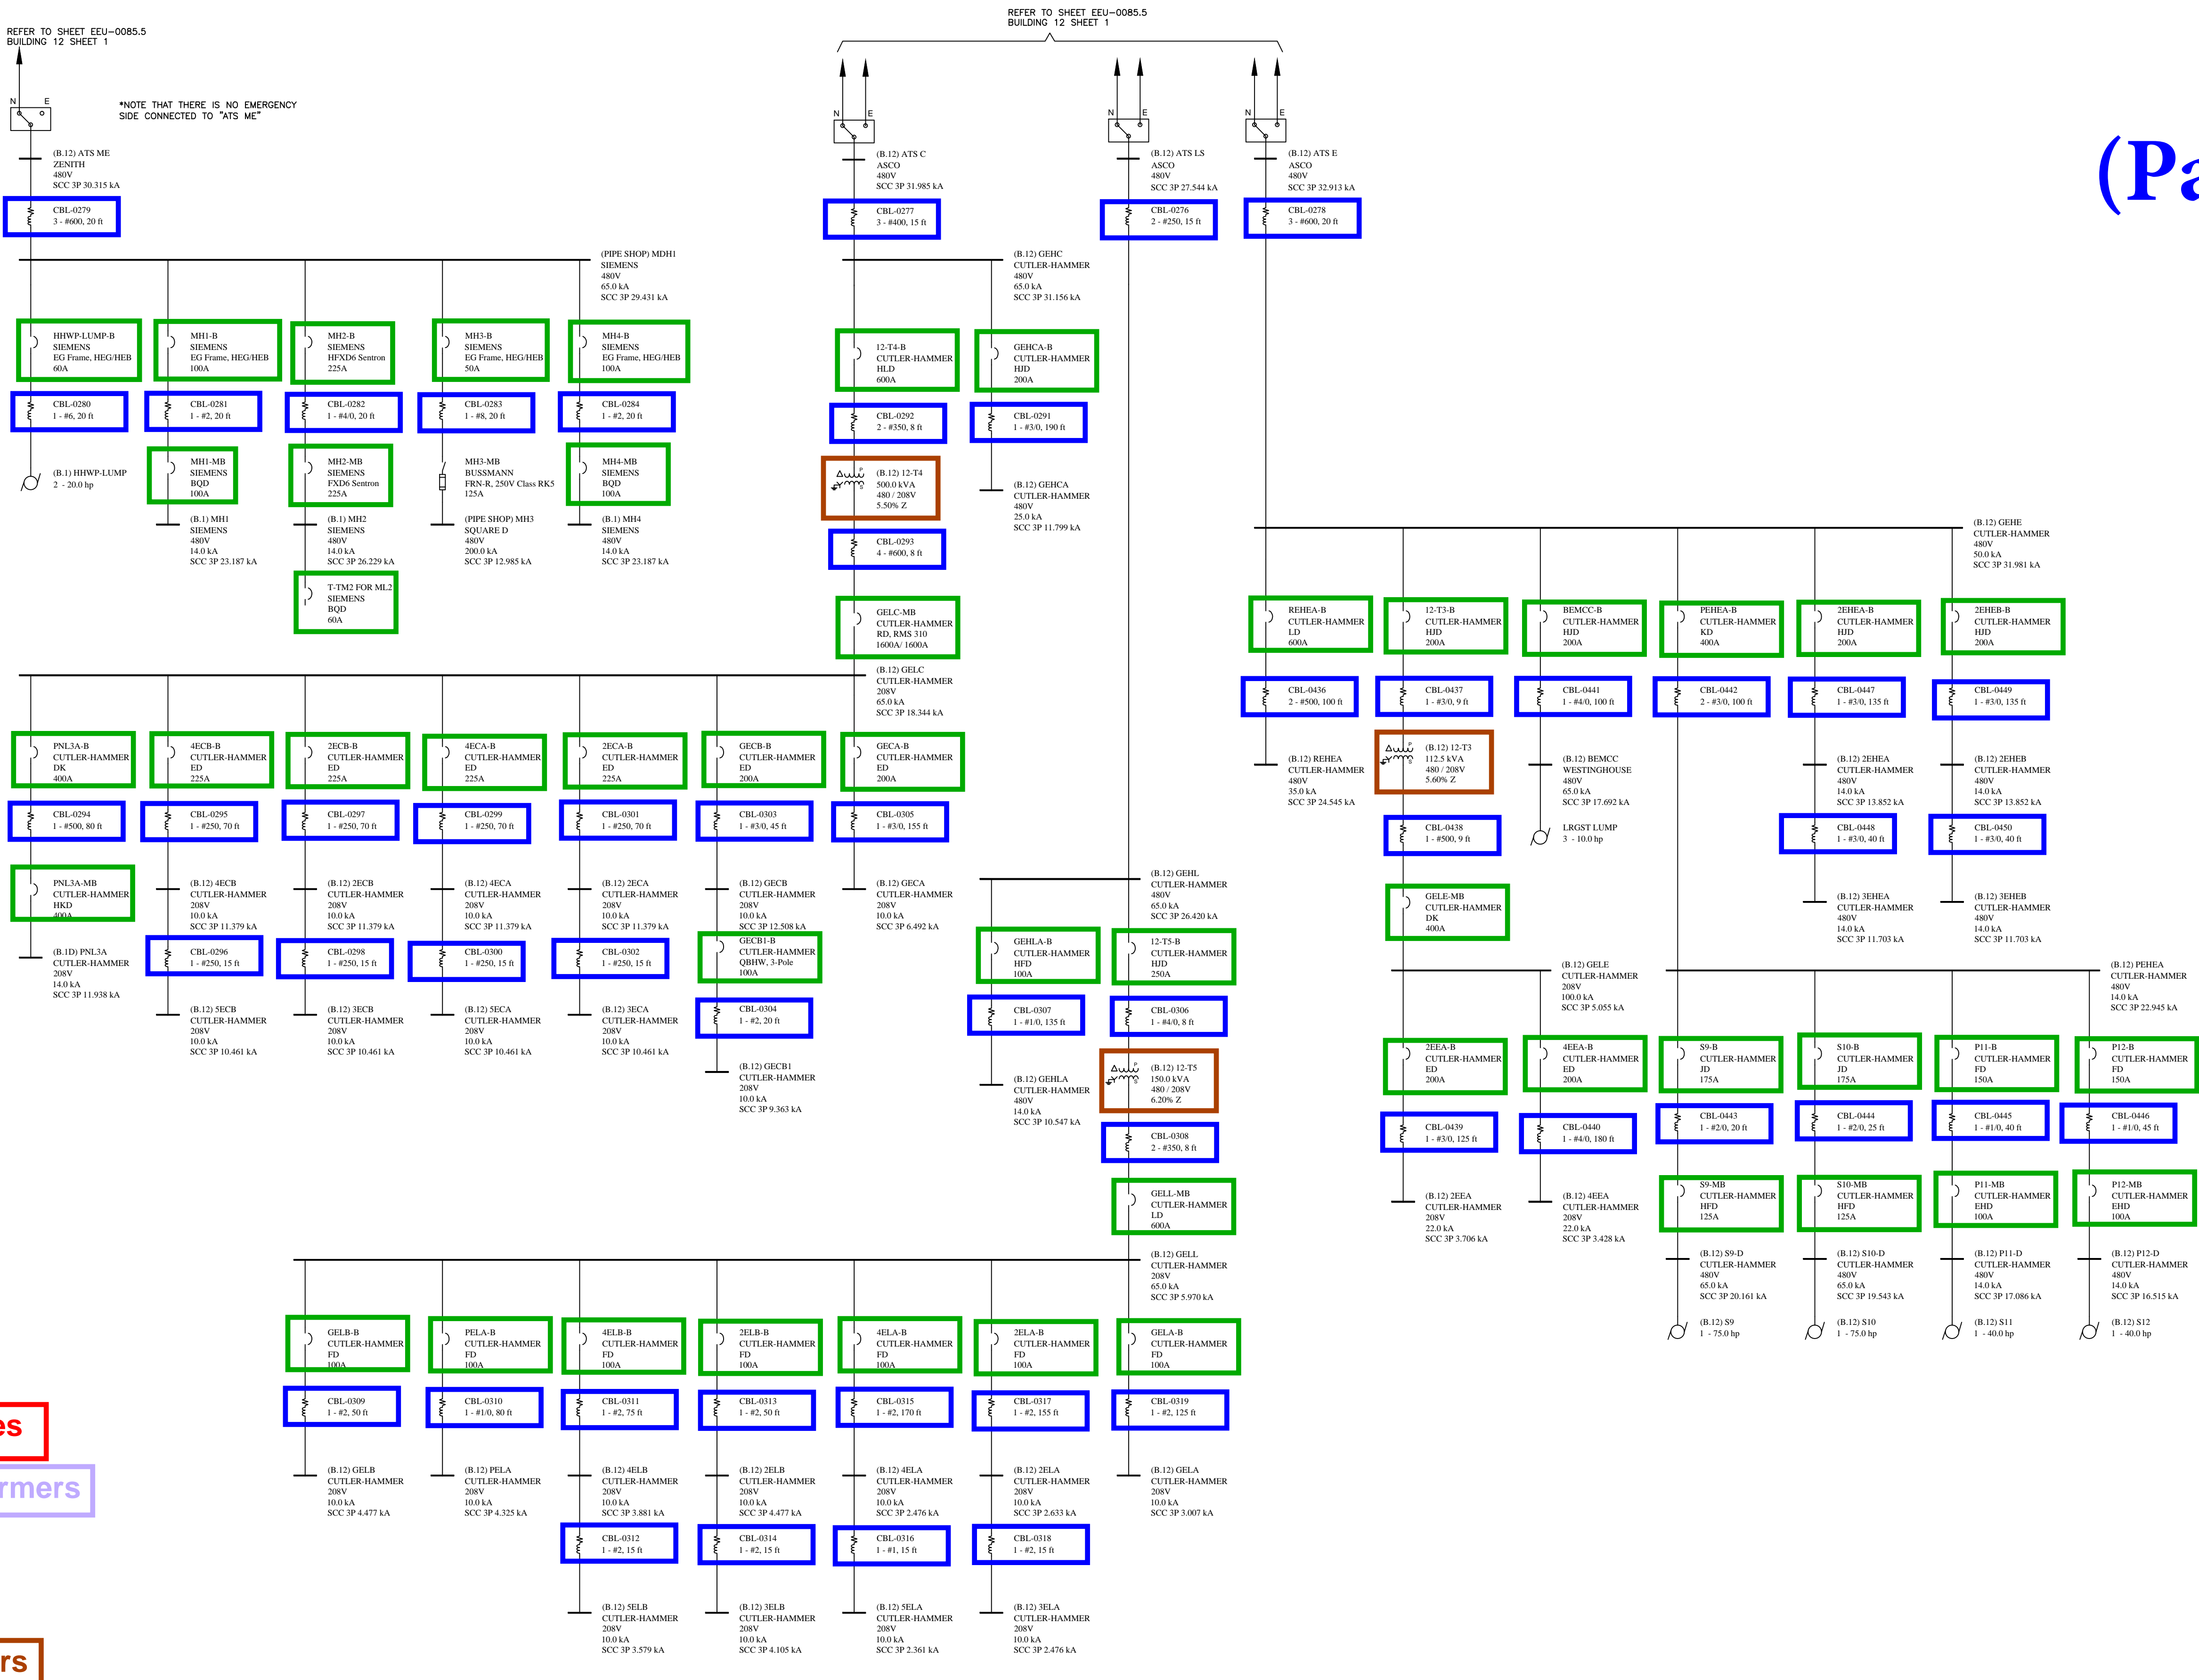 REFER TO SHEET EEU-0085.5
BUILDING 12 SHEET 1
REFER TO SHEET EEU-0085.5
BUILDING 12 SHEET 1
N E
*NOTE THAT THERE IS NO EMERGENCY
SIDE CONNECTED TO "ATS ME"
N E
N E
N E
(Pa
(B.12) ATS ME
ZENITH
480V
SCC 3P 30.315 kA
(B.12) ATS C
ASCO
480V
SCC 3P 31.985 kA
(B.12) ATS LS
ASCO
480V
SCC 3P 27.544 kA
(B.12) ATS E
ASCO
480V
SCC 3P 32.913 kA
CBL-0279
3 - #600, 20 ft
CBL-0277
3 - #400, 15 ft
CBL-0276
2 - #250, 15 ft
CBL-0278
3 - #600, 20 ft
(PIPE SHOP) MDH1
SIEMENS
480V
65.0 kA
SCC 3P 29.431 kA
(B.12) GEHC
CUTLER-HAMMER
480V
65.0 kA
SCC 3P 31.156 kA
HHWP-LUMP-B
SIEMENS
EG Frame, HEG/HEB
60A
MH1-B
SIEMENS
EG Frame, HEG/HEB
100A
MH2-B
SIEMENS
HFXD6 Sentron
225A
MH3-B
SIEMENS
EG Frame, HEG/HEB
50A
MH4-B
SIEMENS
EG Frame, HEG/HEB
100A
12-T4-B
CUTLER-HAMMER
HLD
600A
GEHCA-B
CUTLER-HAMMER
HJD
200A
CBL-0280
1 - #6, 20 ft
CBL-0281
1 - #2, 20 ft
CBL-0282
1 - #4/0, 20 ft
CBL-0283
1 - #8, 20 ft
CBL-0284
1 - #2, 20 ft
CBL-0292
2 - #350, 8 ft
CBL-0291
1 - #3/0, 190 ft
(B.1) HHWP-LUMP
2 - 20.0 hp
MH1-MB
SIEMENS
BQD
100A
MH2-MB
SIEMENS
FXD6 Sentron
225A
MH3-MB
BUSSMANN
FRN-R, 250V Class RK5
125A
MH4-MB
SIEMENS
BQD
100A
P
S
(B.12) 12-T4
500.0 kVA
480 / 208V
5.50% Z
(B.12) GEHCA
CUTLER-HAMMER
480V
25.0 kA
SCC 3P 11.799 kA
(B.1) MH1
SIEMENS
480V
14.0 kA
SCC 3P 23.187 kA
(B.1) MH2
SIEMENS
480V
14.0 kA
SCC 3P 26.229 kA
(PIPE SHOP) MH3
SQUARE D
480V
200.0 kA
SCC 3P 12.985 kA
(B.1) MH4
SIEMENS
480V
14.0 kA
SCC 3P 23.187 kA
CBL-0293
4 - #600, 8 ft
(B.12) GEHE
CUTLER-HAMMER
480V
50.0 kA
SCC 3P 31.981 kA
T-TM2 FOR ML2
SIEMENS
BQD
60A
GELC-MB
CUTLER-HAMMER
RD, RMS 310
1600A/ 1600A
REHEA-B
CUTLER-HAMMER
LD
600A
12-T3-B
CUTLER-HAMMER
HJD
200A
BEMCC-B
CUTLER-HAMMER
HJD
200A
PEHEA-B
CUTLER-HAMMER
KD
400A
2EHEA-B
CUTLER-HAMMER
HJD
200A
2EHEB-B
CUTLER-HAMMER
HJD
200A
(B.12) GELC
CUTLER-HAMMER
208V
65.0 kA
SCC 3P 18.344 kA
CBL-0436
2 - #500, 100 ft
CBL-0437
1 - #3/0, 9 ft
CBL-0441
1 - #4/0, 100 ft
CBL-0442
2 - #3/0, 100 ft
CBL-0447
1 - #3/0, 135 ft
CBL-0449
1 - #3/0, 135 ft
PNL3A-B
CUTLER-HAMMER
DK
400A
4ECB-B
CUTLER-HAMMER
ED
225A
2ECB-B
CUTLER-HAMMER
ED
225A
4ECA-B
CUTLER-HAMMER
ED
225A
2ECA-B
CUTLER-HAMMER
ED
225A
GECB-B
CUTLER-HAMMER
ED
200A
GECA-B
CUTLER-HAMMER
ED
200A
(B.12) REHEA
CUTLER-HAMMER
480V
35.0 kA
SCC 3P 24.545 kA
P
S
(B.12) 12-T3
112.5 kVA
480 / 208V
5.60% Z
(B.12) BEMCC
WESTINGHOUSE
480V
65.0 kA
SCC 3P 17.692 kA
(B.12) 2EHEA
CUTLER-HAMMER
480V
14.0 kA
SCC 3P 13.852 kA
(B.12) 2EHEB
CUTLER-HAMMER
480V
14.0 kA
SCC 3P 13.852 kA
CBL-0294
1 - #500, 80 ft
CBL-0295
1 - #250, 70 ft
CBL-0297
1 - #250, 70 ft
CBL-0299
1 - #250, 70 ft
CBL-0301
1 - #250, 70 ft
CBL-0303
1 - #3/0, 45 ft
CBL-0305
1 - #3/0, 155 ft
CBL-0438
1 - #500, 9 ft
LRGST LUMP
3 - 10.0 hp
CBL-0448
1 - #3/0, 40 ft
CBL-0450
1 - #3/0, 40 ft
PNL3A-MB
CUTLER-HAMMER
HKD
400A
(B.12) 4ECB
CUTLER-HAMMER
208V
10.0 kA
SCC 3P 11.379 kA
(B.12) 2ECB
CUTLER-HAMMER
208V
10.0 kA
SCC 3P 11.379 kA
(B.12) 4ECA
CUTLER-HAMMER
208V
10.0 kA
SCC 3P 11.379 kA
(B.12) 2ECA
CUTLER-HAMMER
208V
10.0 kA
SCC 3P 11.379 kA
(B.12) GECB
CUTLER-HAMMER
208V
10.0 kA
SCC 3P 12.508 kA
(B.12) GECA
CUTLER-HAMMER
208V
10.0 kA
SCC 3P 6.492 kA
(B.12) GEHL
CUTLER-HAMMER
480V
65.0 kA
SCC 3P 26.420 kA
GELE-MB
CUTLER-HAMMER
DK
400A
(B.12) 3EHEA
CUTLER-HAMMER
480V
14.0 kA
SCC 3P 11.703 kA
(B.12) 3EHEB
CUTLER-HAMMER
480V
14.0 kA
SCC 3P 11.703 kA
(B.1D) PNL3A
CUTLER-HAMMER
208V
14.0 kA
SCC 3P 11.938 kA
CBL-0296
1 - #250, 15 ft
CBL-0298
1 - #250, 15 ft
CBL-0300
1 - #250, 15 ft
CBL-0302
1 - #250, 15 ft
GECB1-B
CUTLER-HAMMER
QBHW, 3-Pole
100A
GEHLA-B
CUTLER-HAMMER
HFD
100A
12-T5-B
CUTLER-HAMMER
HJD
250A
(B.12) GELE
CUTLER-HAMMER
208V
100.0 kA
SCC 3P 5.055 kA
(B.12) PEHEA
CUTLER-HAMMER
480V
14.0 kA
SCC 3P 22.945 kA
(B.12) 5ECB
CUTLER-HAMMER
208V
10.0 kA
SCC 3P 10.461 kA
(B.12) 3ECB
CUTLER-HAMMER
208V
10.0 kA
SCC 3P 10.461 kA
(B.12) 5ECA
CUTLER-HAMMER
208V
10.0 kA
SCC 3P 10.461 kA
(B.12) 3ECA
CUTLER-HAMMER
208V
10.0 kA
SCC 3P 10.461 kA
CBL-0304
1 - #2, 20 ft
CBL-0307
1 - #1/0, 135 ft
CBL-0306
1 - #4/0, 8 ft
2EEA-B
CUTLER-HAMMER
ED
200A
4EEA-B
CUTLER-HAMMER
ED
200A
S9-B
CUTLER-HAMMER
JD
175A
S10-B
CUTLER-HAMMER
JD
175A
P11-B
CUTLER-HAMMER
FD
150A
P12-B
CUTLER-HAMMER
FD
150A
(B.12) GECB1
CUTLER-HAMMER
208V
10.0 kA
SCC 3P 9.363 kA
(B.12) GEHLA
CUTLER-HAMMER
480V
14.0 kA
SCC 3P 10.547 kA
P
S
(B.12) 12-T5
150.0 kVA
480 / 208V
6.20% Z
CBL-0439
1 - #3/0, 125 ft
CBL-0440
1 - #4/0, 180 ft
CBL-0443
1 - #2/0, 20 ft
CBL-0444
1 - #2/0, 25 ft
CBL-0445
1 - #1/0, 40 ft
CBL-0446
1 - #1/0, 45 ft
CBL-0308
2 - #350, 8 ft
GELL-MB
CUTLER-HAMMER
LD
600A
(B.12) 2EEA
CUTLER-HAMMER
208V
22.0 kA
SCC 3P 3.706 kA
(B.12) 4EEA
CUTLER-HAMMER
208V
22.0 kA
SCC 3P 3.428 kA
S9-MB
CUTLER-HAMMER
HFD
125A
S10-MB
CUTLER-HAMMER
HFD
125A
P11-MB
CUTLER-HAMMER
EHD
100A
P12-MB
CUTLER-HAMMER
EHD
100A
(B.12) GELL
CUTLER-HAMMER
208V
65.0 kA
SCC 3P 5.970 kA
(B.12) S9-D
CUTLER-HAMMER
480V
65.0 kA
SCC 3P 20.161 kA
(B.12) S10-D
CUTLER-HAMMER
480V
65.0 kA
SCC 3P 19.543 kA
(B.12) P11-D
CUTLER-HAMMER
480V
14.0 kA
SCC 3P 17.086 kA
(B.12) P12-D
CUTLER-HAMMER
480V
14.0 kA
SCC 3P 16.515 kA
(B.12) S9
1 - 75.0 hp
(B.12) S10
1 - 75.0 hp
(B.12) S11
1 - 40.0 hp
(B.12) S12
1 - 40.0 hp
GELB-B
CUTLER-HAMMER
FD
100A
PELA-B
CUTLER-HAMMER
FD
100A
4ELB-B
CUTLER-HAMMER
FD
100A
2ELB-B
CUTLER-HAMMER
FD
100A
4ELA-B
CUTLER-HAMMER
FD
100A
2ELA-B
CUTLER-HAMMER
FD
100A
GELA-B
CUTLER-HAMMER
FD
100A
CBL-0309
1 - #2, 50 ft
CBL-0310
1 - #1/0, 80 ft
CBL-0311
1 - #2, 75 ft
CBL-0313
1 - #2, 50 ft
CBL-0315
1 - #2, 170 ft
CBL-0317
1 - #2, 155 ft
CBL-0319
1 - #2, 125 ft
es
rmers
(B.12) GELB
CUTLER-HAMMER
208V
10.0 kA
SCC 3P 4.477 kA
(B.12) PELA
CUTLER-HAMMER
208V
10.0 kA
SCC 3P 4.325 kA
(B.12) 4ELB
CUTLER-HAMMER
208V
10.0 kA
SCC 3P 3.881 kA
(B.12) 2ELB
CUTLER-HAMMER
208V
10.0 kA
SCC 3P 4.477 kA
(B.12) 4ELA
CUTLER-HAMMER
208V
10.0 kA
SCC 3P 2.476 kA
(B.12) 2ELA
CUTLER-HAMMER
208V
10.0 kA
SCC 3P 2.633 kA
(B.12) GELA
CUTLER-HAMMER
208V
10.0 kA
SCC 3P 3.007 kA
CBL-0312
1 - #2, 15 ft
CBL-0314
1 - #2, 15 ft
CBL-0316
1 - #1, 15 ft
CBL-0318
1 - #2, 15 ft
(B.12) 5ELB
CUTLER-HAMMER
208V
10.0 kA
SCC 3P 3.579 kA
(B.12) 3ELB
CUTLER-HAMMER
208V
10.0 kA
SCC 3P 4.105 kA
(B.12) 5ELA
CUTLER-HAMMER
208V
10.0 kA
SCC 3P 2.361 kA
(B.12) 3ELA
CUTLER-HAMMER
208V
10.0 kA
SCC 3P 2.476 kA
rs